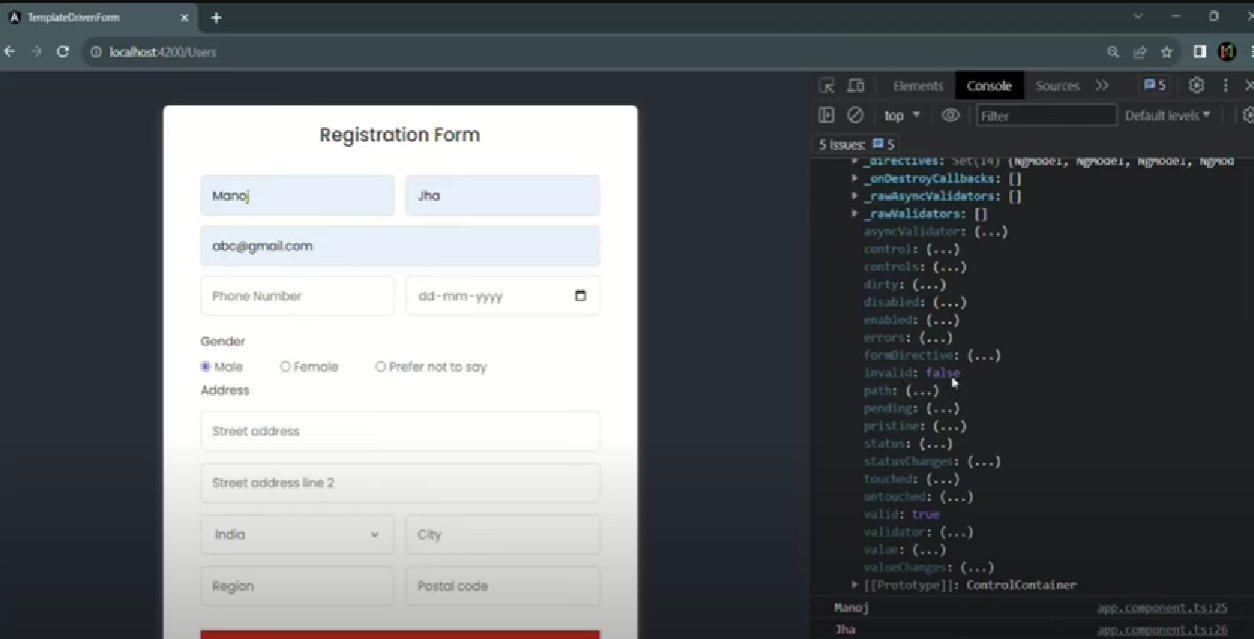 TemplateDrivenForm
localhost:4200/Users
Registration Form
Manoj
Jha
abc@gmail.com
Phone Number
dd-mm-yyyy
Gender
Male
Female
Prefer not to say
Address
Street address
Street address line 2
India
City
Region
Postal code
Elements
Console
Sources
5
top
Filter
Default levels
5 Issues: 5
_directives: Set(14) {NgModel, NgModel, NgModel, NgMod
_onDestroyCallbacks: []
_rawAsyncValidators: []
_rawValidators: []
asyncValidator: (...)
control: (...)
controls: (...)
dirty: (...)
disabled: (...)
enabled: (...)
errors: (...)
formDirective: (...)
invalid: false
path: (...)
pending: (...)
pristine: (...)
status: (...)
statusChanges: (...)
touched: (...)
untouched: (...)
valid: true
validator: (...)
value: (...)
valueChanges: (...)
[[Prototype]]: ControlContainer
Manoj app.component.ts:25
Jha app.component.ts:26